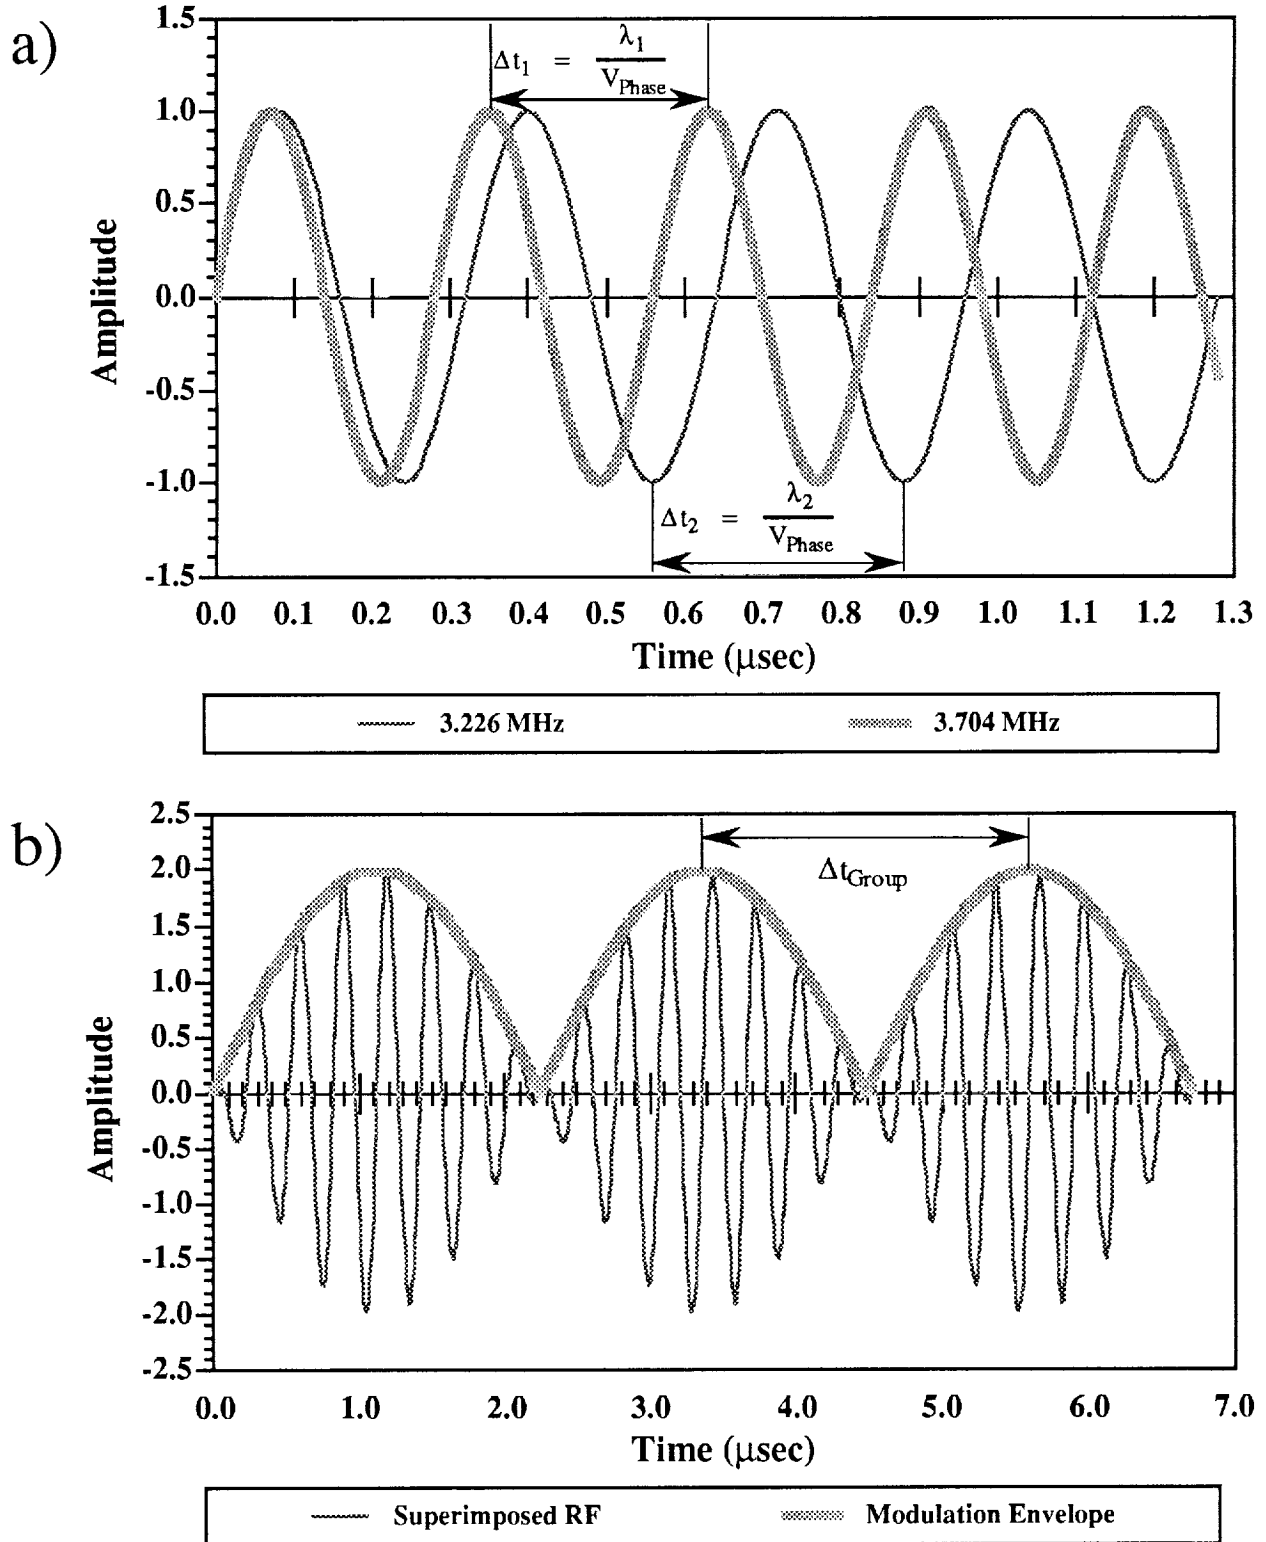 a)
1.5
1.0
0.5
0.0
-0.5
-1.0
-1.5
Amplitude
Δt1 = λ1 / VPhase
Δt2 = λ2 / VPhase
0.0 0.1 0.2 0.3 0.4 0.5 0.6 0.7 0.8 0.9 1.0 1.1 1.2 1.3
Time (μsec)
3.226 MHz 3.704 MHz
b)
2.5
2.0
1.5
1.0
0.5
0.0
-0.5
-1.0
-1.5
-2.0
-2.5
Amplitude
ΔtGroup
0.0 1.0 2.0 3.0 4.0 5.0 6.0 7.0
Time (μsec)
Superimposed RF Modulation Envelope